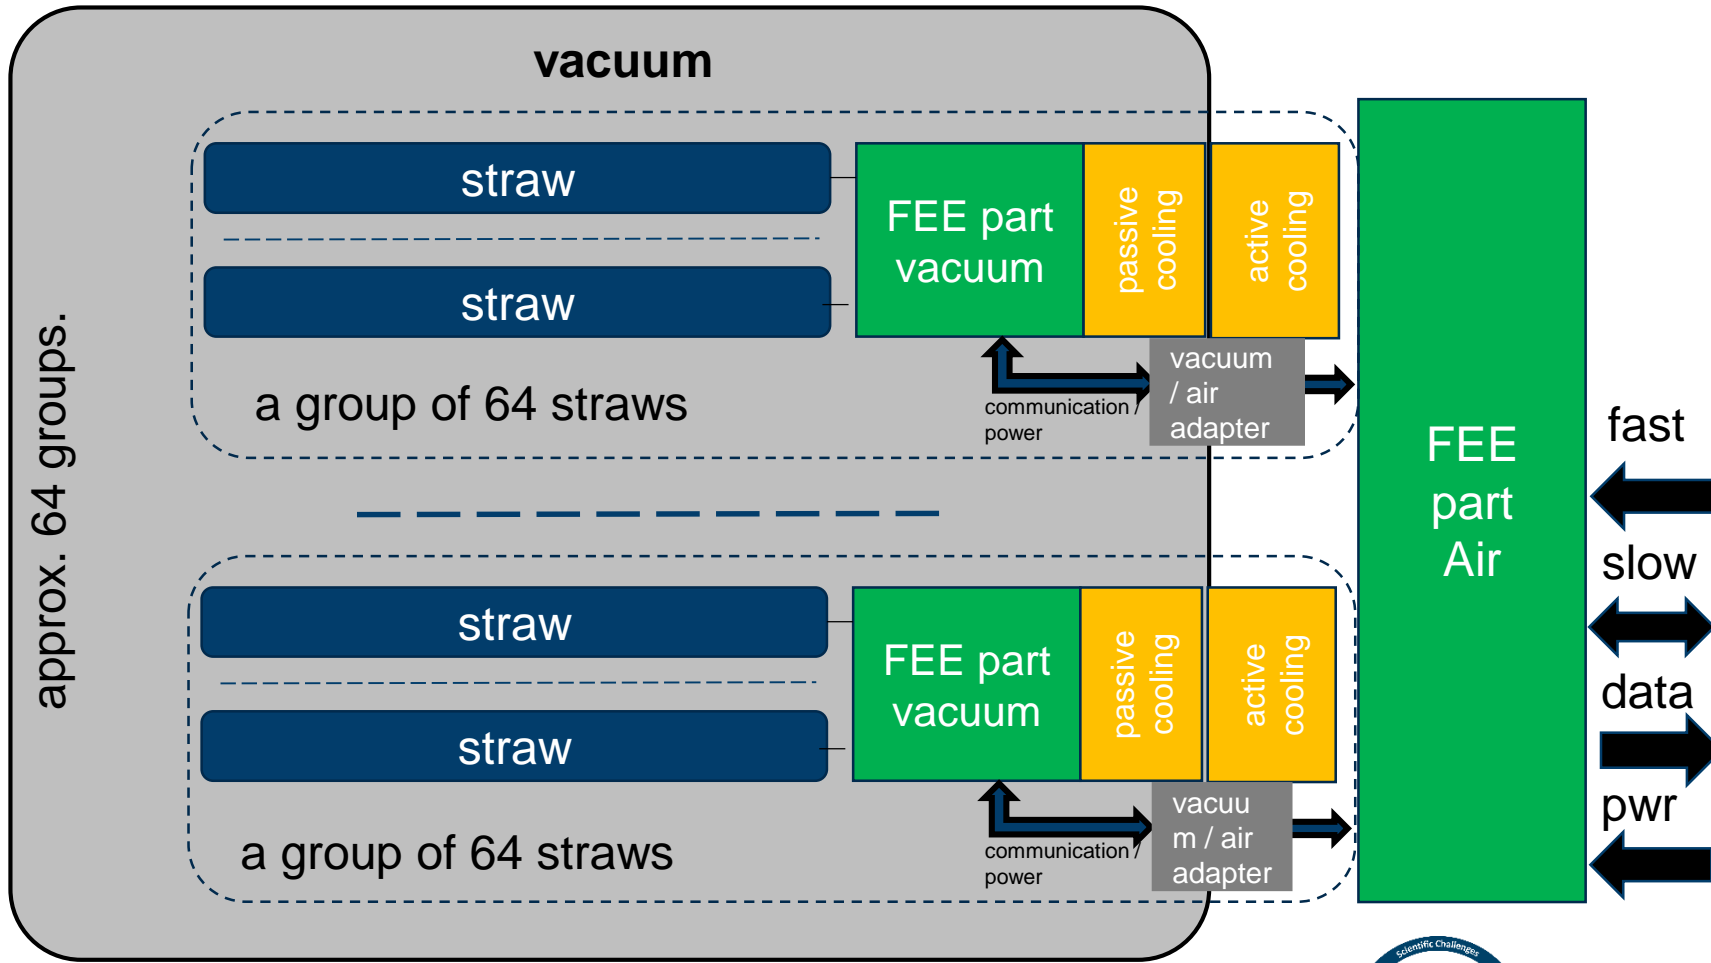 vacuum
approx. 64 groups.
straw
straw
FEE part
vacuum
passive
cooling
active
cooling
a group of 64 straws
communication /
power
vacuum
/ air
adapter
straw
straw
FEE part
vacuum
passive
cooling
active
cooling
a group of 64 straws
communication /
power
vacuu
m / air
adapter
FEE
part
Air
fast
slow
data
pwr
Scientific Challenges